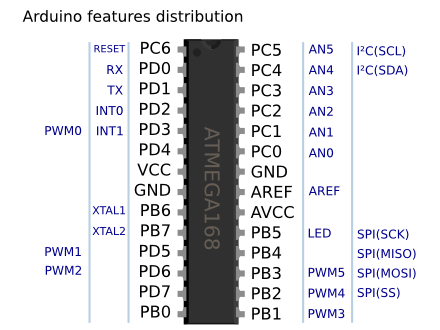 Arduino features distribution
RESET PC6 PC5 AN5 I²C(SCL)
RX PD0 PC4 AN4 I²C(SDA)
TX PD1 PC3 AN3
INT0 PD2 PC2 AN2
PWM0 INT1 PD3 PC1 AN1
PD4 PC0 AN0
VCC GND
GND AREF AREF
XTAL1 PB6 AVCC
XTAL2 PB7 PB5 LED SPI(SCK)
PWM1 PD5 PB4 SPI(MISO)
PWM2 PD6 PB3 PWM5 SPI(MOSI)
PD7 PB2 PWM4 SPI(SS)
PB0 PB1 PWM3
ATMEGA168